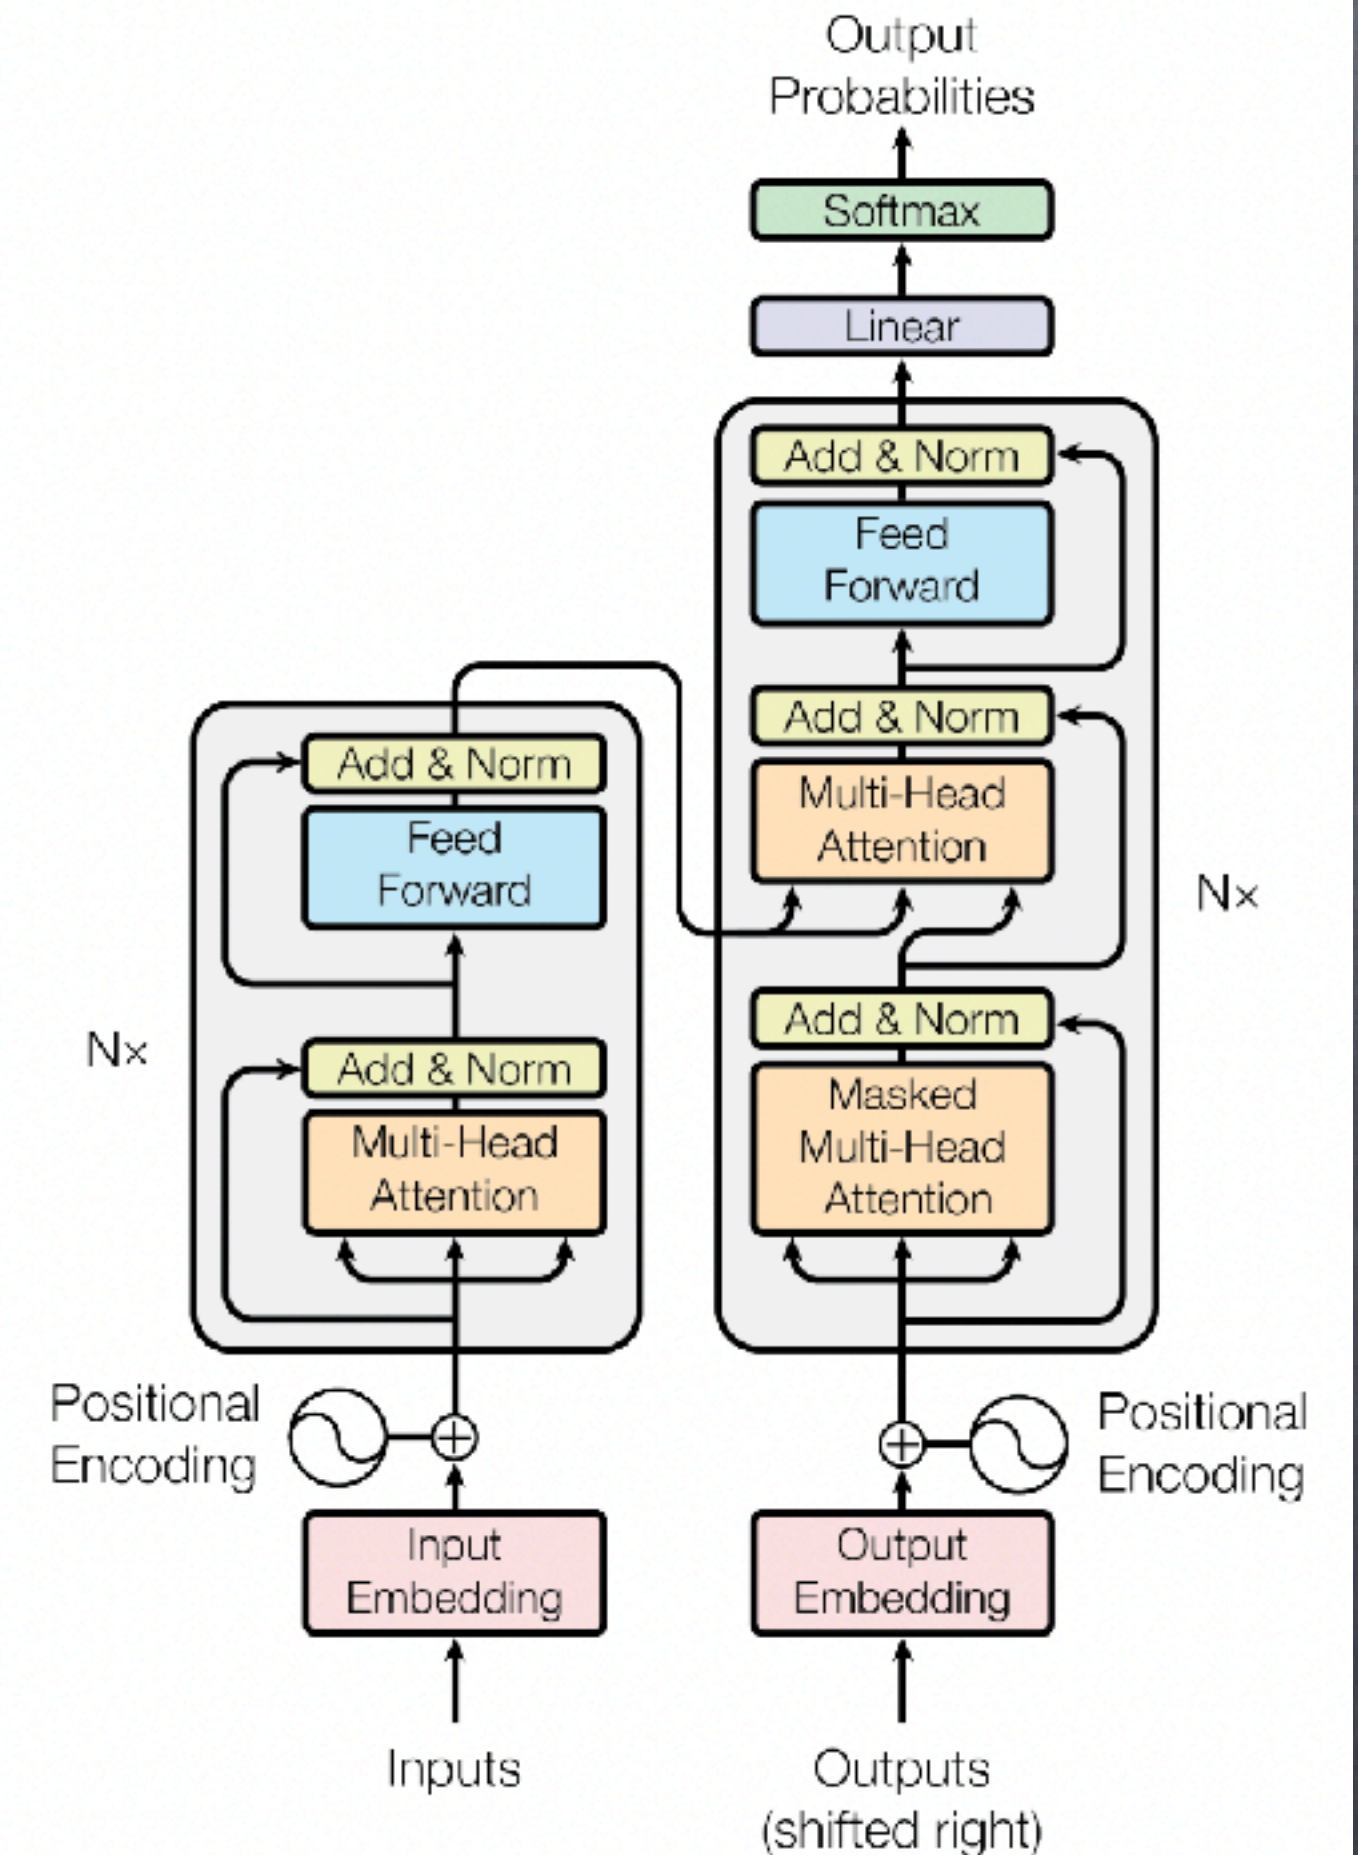 Output
Probabilities
Softmax
Linear
Add & Norm
Feed
Forward
Add & Norm
Multi-Head
Attention
Add & Norm
Masked
Multi-Head
Attention
Nx
Add & Norm
Feed
Forward
Add & Norm
Multi-Head
Attention
Nx
Positional
Encoding
Positional
Encoding
Input
Embedding
Output
Embedding
Inputs
Outputs
(shifted right)